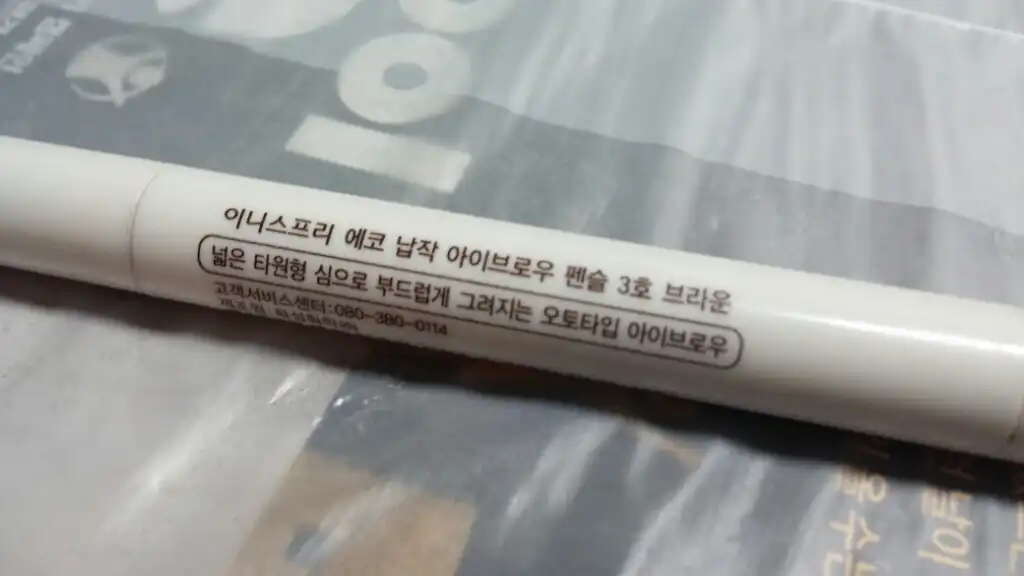 이니스프리 에코 납작 아이브로우 펜슬 3호 브라운
넓은 타원형 심으로 부드럽게 그려지는 오토타입 아이브로우
고객서비스센터:080-380-0114